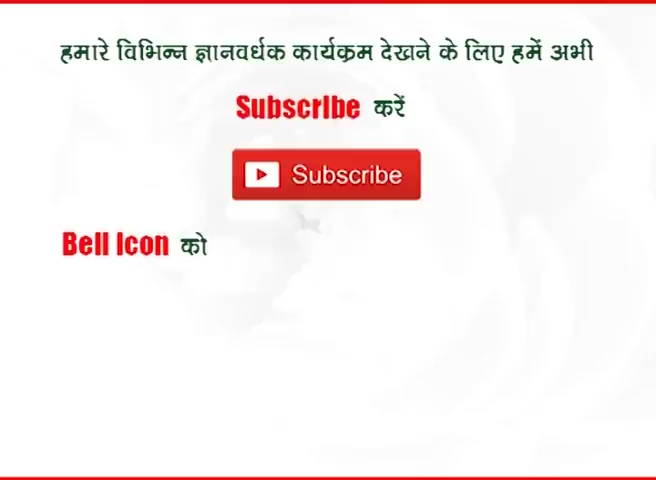 हमारे विभिन्न ज्ञानवर्धक कार्यक्रम देखने के लिए हमें अभी
Subscribe करें
Subscribe
Bell Icon को